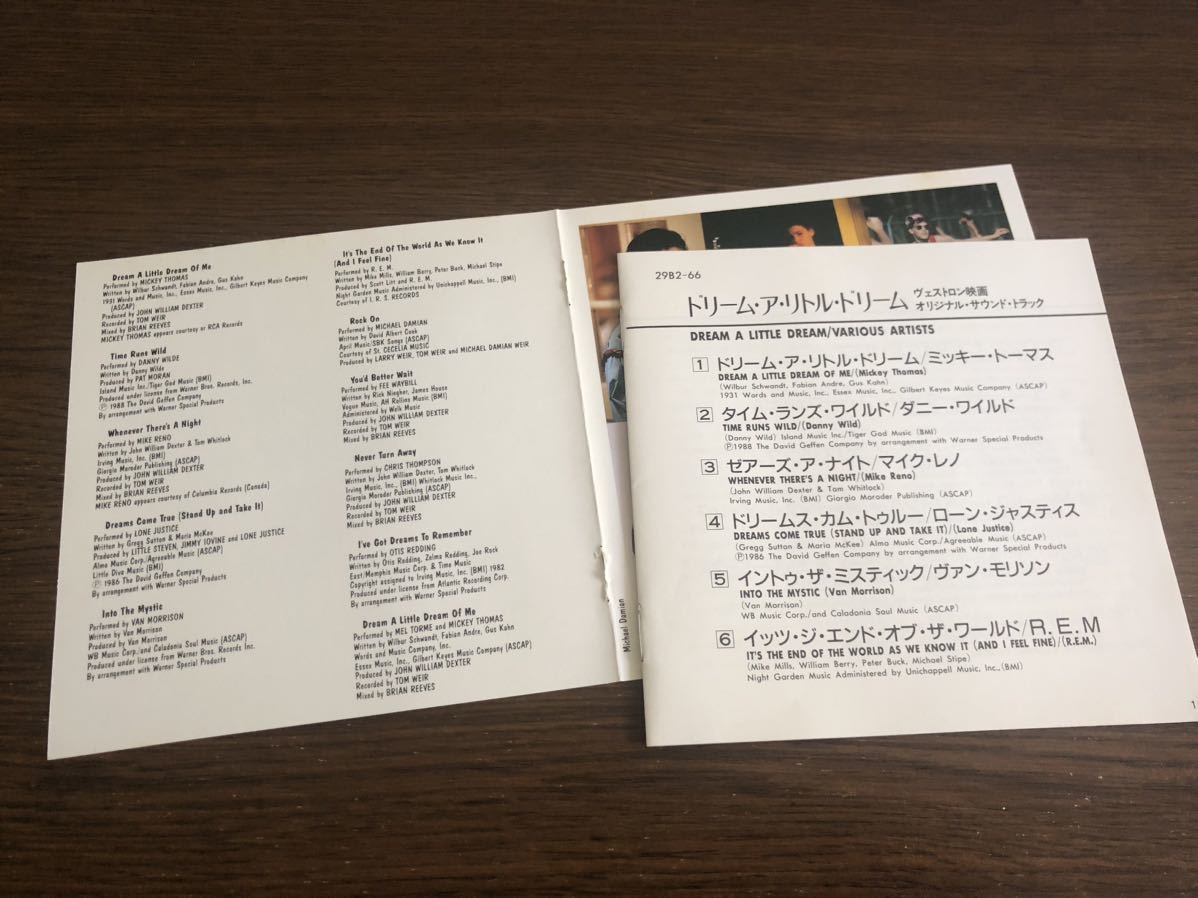 Dream A Little Dream Of Me
Performed by MICKEY THOMAS
Written by Wilbur Schwandt, Fabian Andre, Gus Kahn
1931 Words and Music, Inc., Essex Music, Inc., Gilbert Keyes Music Company
(ASCAP)
Produced by JOHN WILLIAM DEXTER
Recorded by TOM WEIR
Mixed by BRIAN REEVES
MICKEY THOMAS appears courtesy or RCA Records
Time Runs Wild
Performed by DANNY WILDE
Written by Danny Wilde
Produced by PAT MORAN
Island Music Inc./Tiger God Music (BMI)
Produced under license from Warner Bros. Records, Inc.
Ⓟ 1988 The David Geffen Company
By arrangement with Warner Special Products
Whenever There's A Night
Performed by MIKE RENO
Written by John William Dexter & Tom Whitlock
Irving Music, Inc. (BMI)
Giorgio Moroder Publishing (ASCAP)
Produced by JOHN WILLIAM DEXTER
Recorded by TOM WEIR
Mixed by BRIAN REEVES
MIKE RENO appears courtesy of Columbia Records (Canada)
Dreams Come True (Stand Up and Take It)
Performed by LONE JUSTICE
Written by Gregg Sutton & Maria McKee
Produced by LITTLE STEVEN, JIMMY IOVINE and LONE JUSTICE
Almo Music Corp/Agreeable Music (ASCAP)
Little Diva Music (BMI)
Ⓟ 1986 The David Geffen Company
By arrangement with Warner Special Products
Into The Mystic
Performed by VAN MORRISON
Written by Van Morrison
Produced by Van Morrison
WB Music Corp. and Caladonia Soul Music (ASCAP)
Produced under license from Warner Bros. Records Inc.
By arrangement with Warner Special Products
It's The End Of The World As We Know It
(And I Feel Fine)
Performed by R. E. M.
Written by Mike Mills, William Berry, Peter Buck, Michael Stipe
Produced by Scott Litt and R. E. M.
Night Garden Music Administered by Unichappell Music, Inc., (BMI)
Courtesy of I. R. S. RECORDS
Rock On
Performed by MICHAEL DAMIAN
Written by David Albert Cook
April Music/SBK Songs (ASCAP)
Courtesy of St. CECELIA MUSIC
Produced by LARRY WEIR, TOM WEIR and MICHAEL DAMIAN WEIR
You'd Better Wait
Performed by FEE WAYBILL
Written by Rick Niegher, James House
Vogue Music, AH Rollins Music (BMI)
Administered by Welk Music
Produced by JOHN WILLIAM DEXTER
Recorded by TOM WEIR
Mixed by BRIAN REEVES
Never Turn Away
Performed by CHRIS THOMPSON
Written by John William Dexter, Tom Whitlock
Irving Music, Inc., (BMI) Whitlock Music Inc.,
Giorgia Moroder Publishing (ASCAP)
Produced by JOHN WILLIAM DEXTER
Recorded by TOM WEIR
Mixed by BRIAN REEVES
I've Got Dreams To Remember
Performed by OTIS REDDING
Written by Otis Redding, Zelma Redding, Joe Rock
East/Memphis Music Corp. & Time Music
Copyright assigned to Irving Music, Inc. (BMI) 1982
Produced under license from Atlantic Recording Corp.
By arrangement with Warner Special Products
Dream A Little Dream Of Me
Performed by MEL TORME and MICKEY THOMAS
Written by Wilbur Schwandt, Fabian Andre, Gus Kahn
Words and Music Company, Inc.
Essex Music, Inc., Gilbert Keyes Music Company (ASCAP)
Produced by JOHN WILLIAM DEXTER
Recorded by TOM WEIR
Mixed by BRIAN REEVES
Michael Damian
29B2-66
ドリーム・ア・リトル・ドリーム ヴェストロン映画
オリジナル・サウンド・トラック
DREAM A LITTLE DREAM/VARIOUS ARTISTS
1 ドリーム・ア・リトル・ドリーム/ミッキー・トーマス
DREAM A LITTLE DREAM OF ME/(Mickey Thomas)
(Wilbur Schwandt, Fabian Andre, Gus Kahn)
1931 Words and Music, Inc., Essex Music, Inc., Gilbert Keyes Music Company (ASCAP)
2 タイム・ランズ・ワイルド/ダニー・ワイルド
TIME RUNS WILD/(Danny Wild)
(Danny Wild) Island Music Inc./Tiger God Music (BMI)
Ⓟ1988 The David Geffen Company by arrangement with Warner Special Products
3 ゼアーズ・ア・ナイト/マイク・レノ
WHENEVER THERE'S A NIGHT/(Mike Reno)
(John William Dexter & Tam Whitlock)
Irving Music, Inc. (BMI) Giorgio Moroder Publishing (ASCAP)
4 ドリームス・カム・トゥルー/ローン・ジャスティス
DREAMS COME TRUE (STAND UP AND TAKE IT)/(Lone Justice)
(Gregg Sutton & Maria McKee) Almo Music Corp./Agreeable Music (ASCAP)
Ⓟ1986 The David Geffen Company by arrangement with Warner Special Products
5 イントゥ・ザ・ミスティック/ヴァン・モリソン
INTO THE MYSTIC (Van Morrison)
(Van Morrison)
WB Music Corp./and Caladonia Soul Music (ASCAP)
6 イッツ・ジ・エンド・オブ・ザ・ワールド/R.E.M
IT'S THE END OF THE WORLD AS WE KNOW IT (AND I FEEL FINE)/(R.E.M.)
(Mike Mills, William Berry, Peter Buck, Michael Stipe)
Night Garden Music Administered by Unichappell Music, Inc.,(BMI)
1